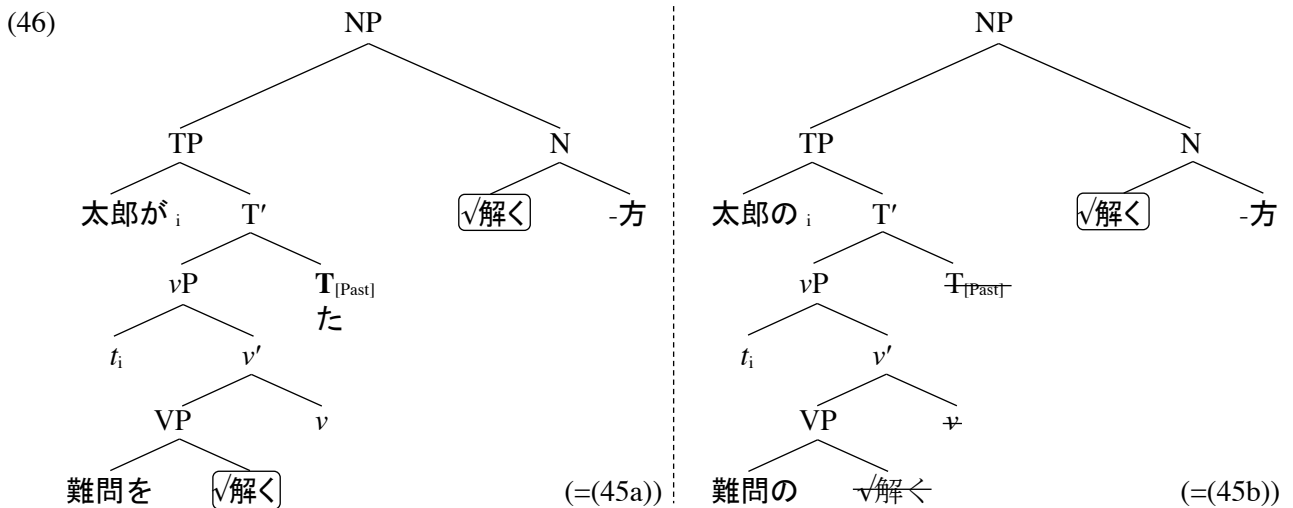 (46) NP NP
TP N TP N
太郎が i T′ √解く -方 太郎の i T′ √解く -方
vP T[Past] vP T[Past]
た
ti v′ ti v′
VP v VP v
難問を √解く (=(45a)) 難問の √解く (=(45b))